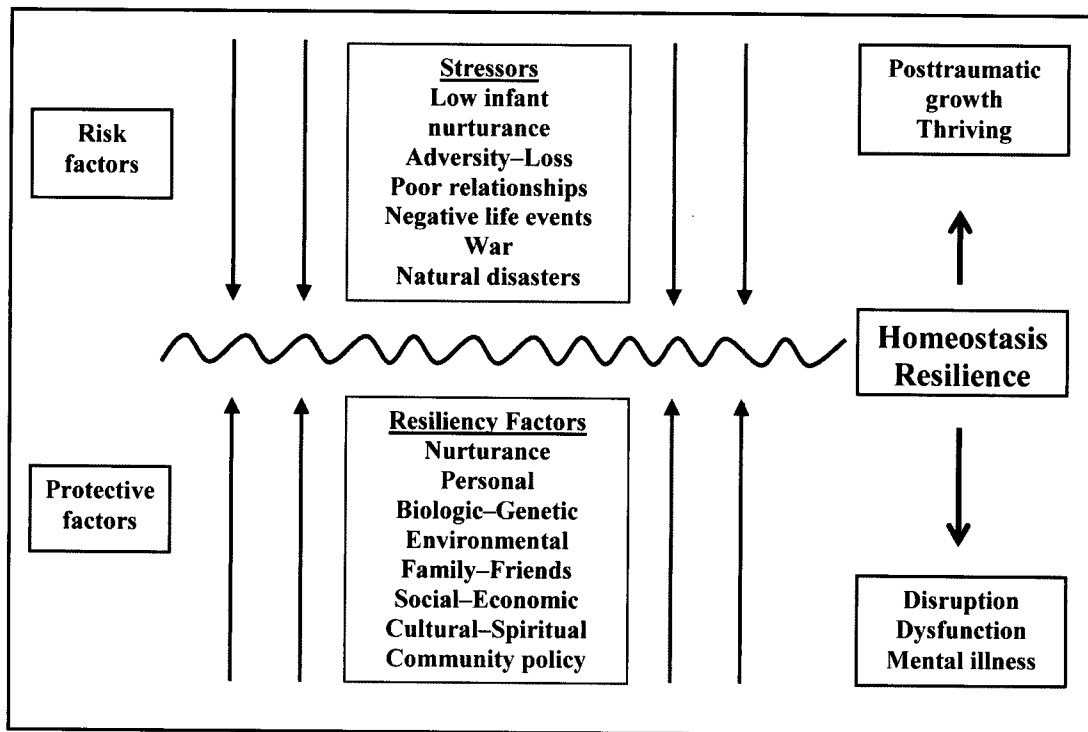 Risk
factors
Stressors
Low infant
nurturance
Adversity–Loss
Poor relationships
Negative life events
War
Natural disasters
Posttraumatic
growth
Thriving
Homeostasis
Resilience
Protective
factors
Resiliency Factors
Nurturance
Personal
Biologic–Genetic
Environmental
Family–Friends
Social–Economic
Cultural–Spiritual
Community policy
Disruption
Dysfunction
Mental illness